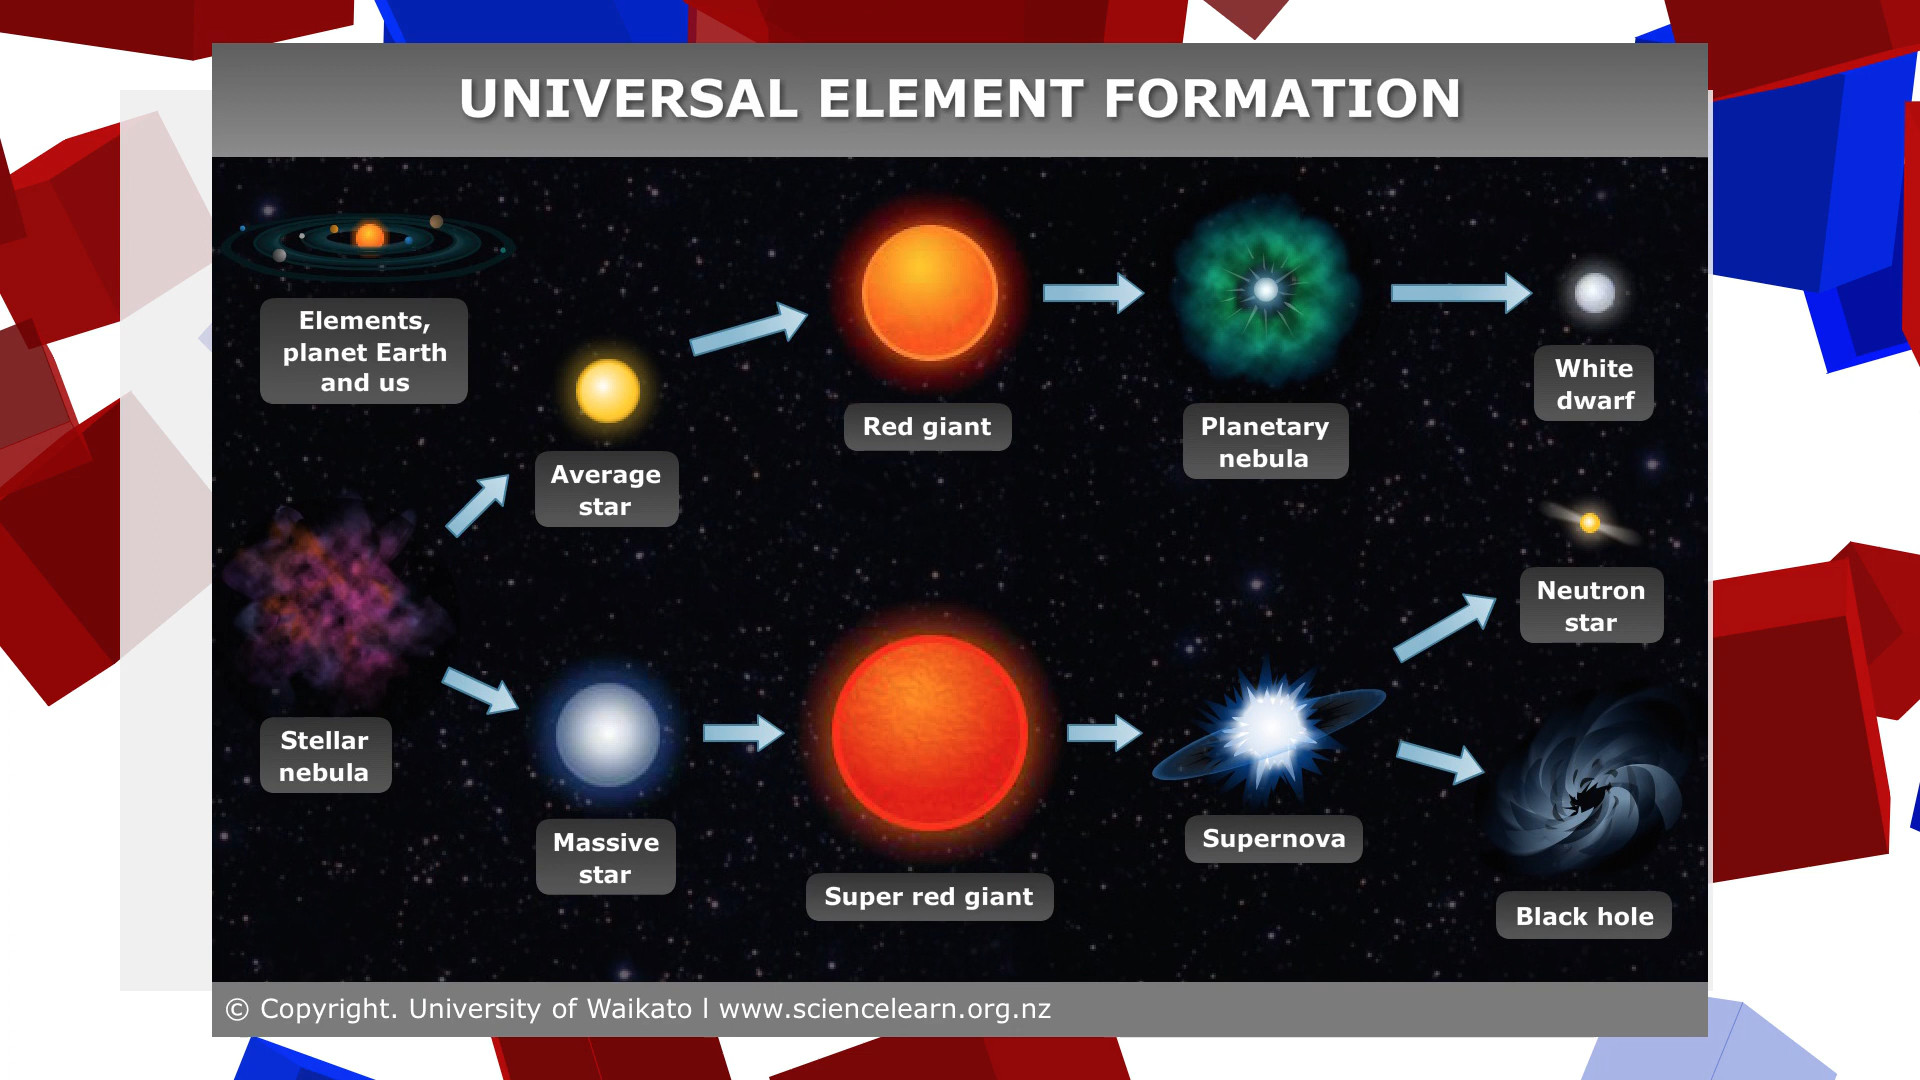 UNIVERSAL ELEMENT FORMATION
Elements,
planet Earth
and us
Average
star
Red giant
Planetary
nebula
White
dwarf
Stellar
nebula
Massive
star
Super red giant
Supernova
Neutron
star
Black hole
© Copyright. University of Waikato l www.sciencelearn.org.nz